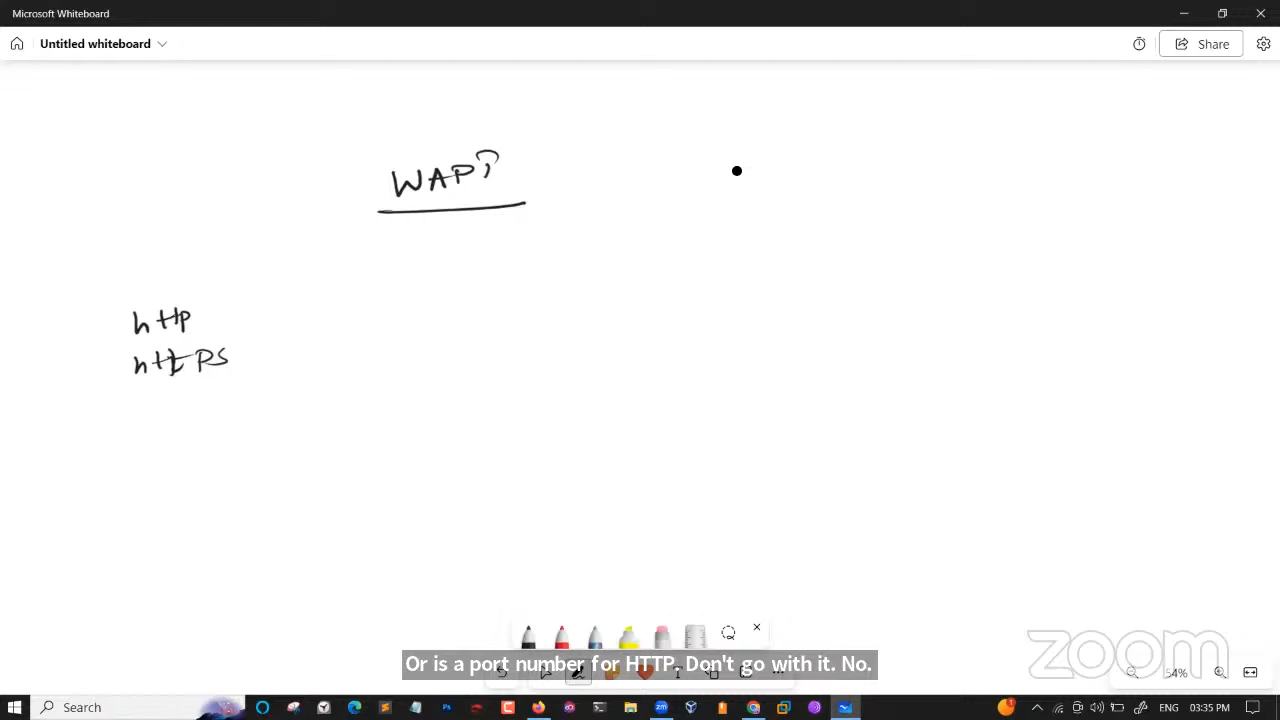 Microsoft Whiteboard
Untitled whiteboard
Share
WAP?
http
httPS
zoom
Or is a port number for HTTP. Don't go with it. No.
54%
Search
ENG 03:35 PM